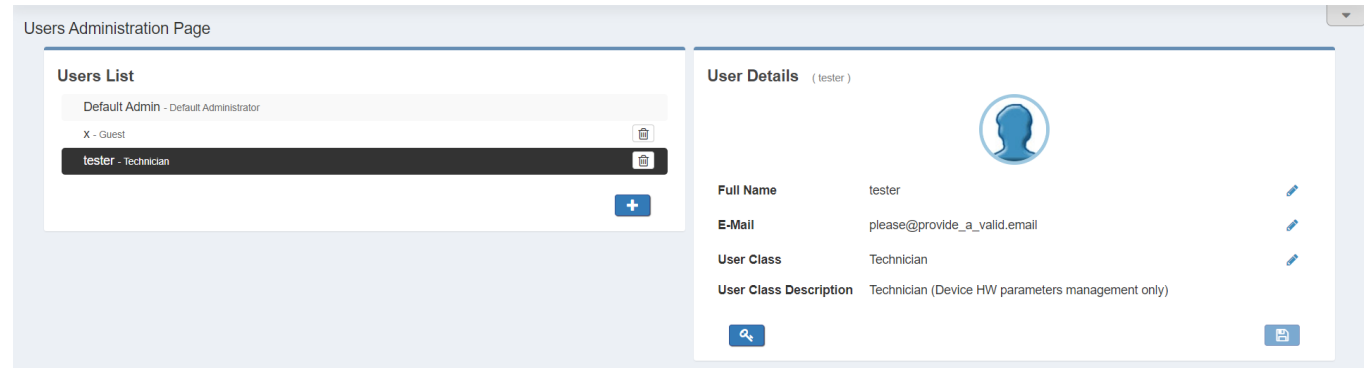 Users Administration Page
Users List
Default Admin - Default Administrator
X - Guest
tester - Technician
User Details ( tester )
Full Name tester
E-Mail please@provide_a_valid.email
User Class Technician
User Class Description Technician (Device HW parameters management only)